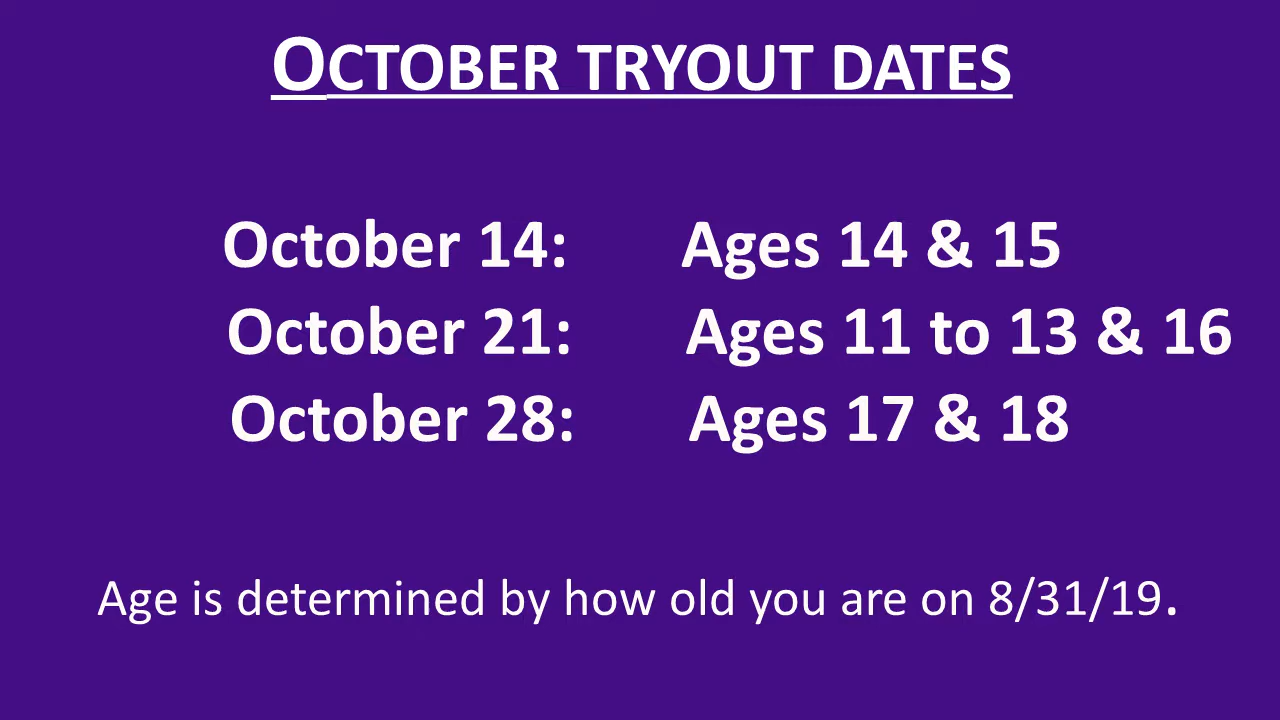 OCTOBER TRYOUT DATES
October 14: Ages 14 & 15
October 21: Ages 11 to 13 & 16
October 28: Ages 17 & 18
Age is determined by how old you are on 8/31/19.